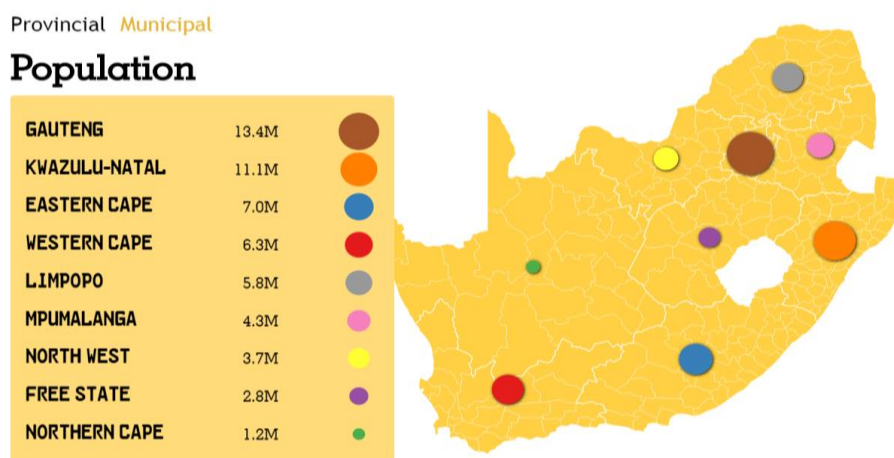 Provincial Municipal
Population
GAUTENG 13.4M
KWAZULU-NATAL 11.1M
EASTERN CAPE 7.0M
WESTERN CAPE 6.3M
LIMPOPO 5.8M
MPUMALANGA 4.3M
NORTH WEST 3.7M
FREE STATE 2.8M
NORTHERN CAPE 1.2M